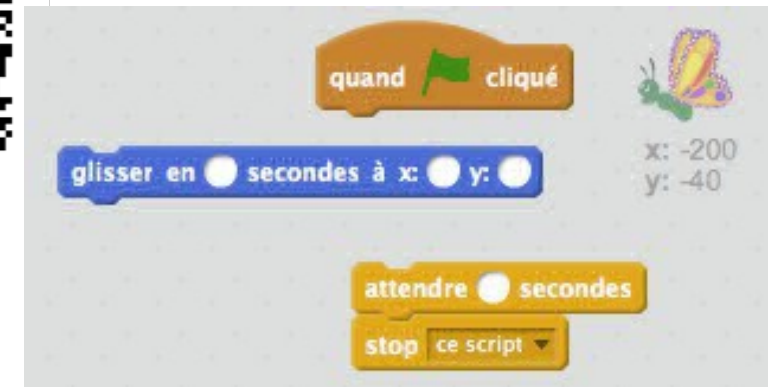 quand cliqué
glisser en secondes à x: y:
x: -200
y: -40
attendre secondes
stop ce script